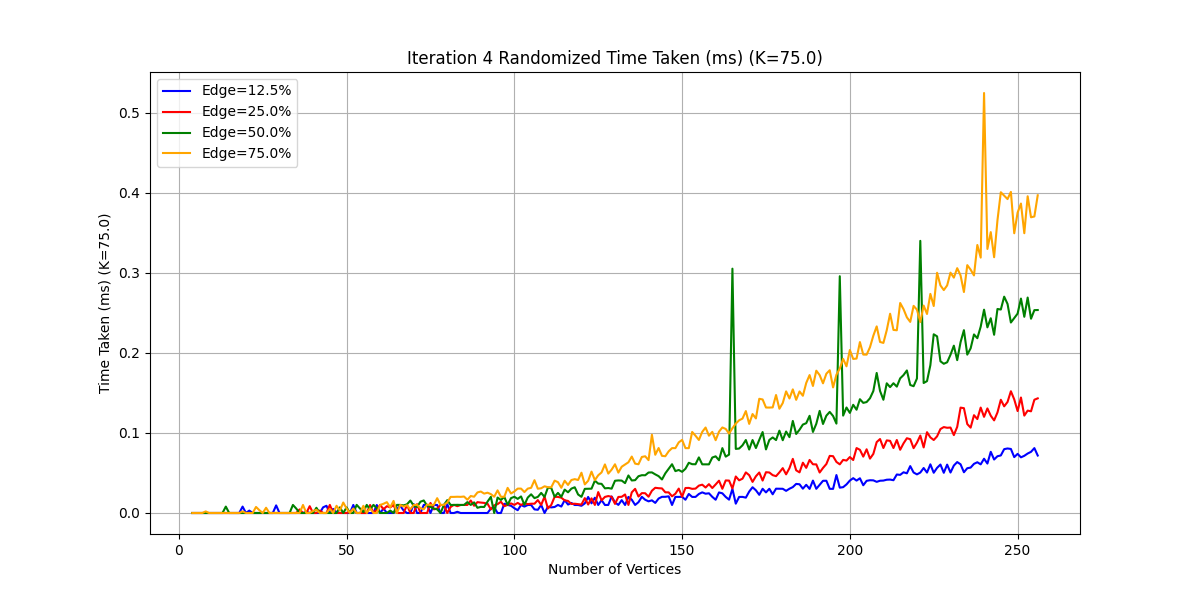 Iteration 4 Randomized Time Taken (ms) (K=75.0)
Edge=12.5%
Edge=25.0%
Edge=50.0%
Edge=75.0%
Time Taken (ms) (K=75.0)
0.5
0.4
0.3
0.2
0.1
0.0
0 50 100 150 200 250
Number of Vertices